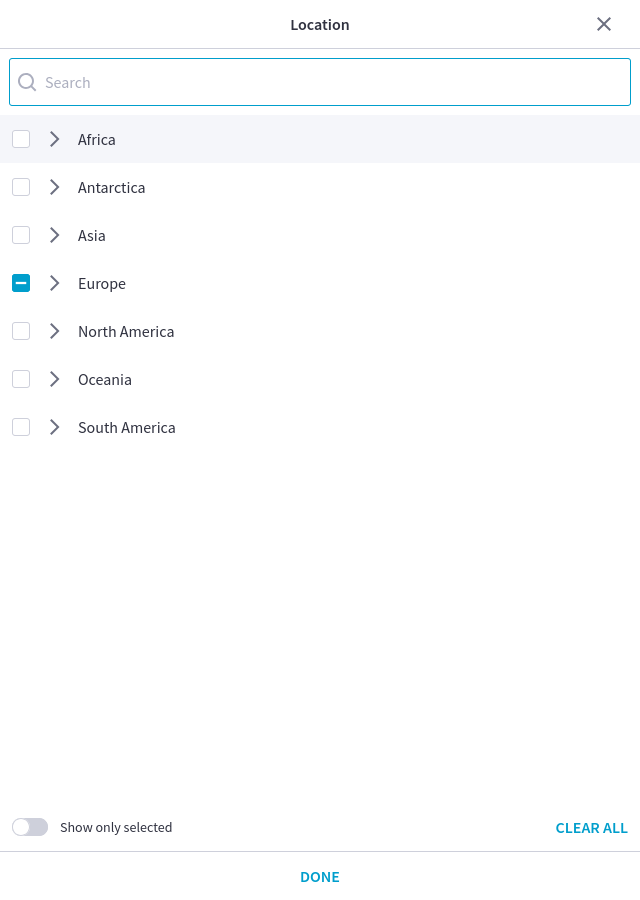 Location
Search
Africa
Antarctica
Asia
Europe
North America
Oceania
South America
Show only selected
CLEAR ALL
DONE